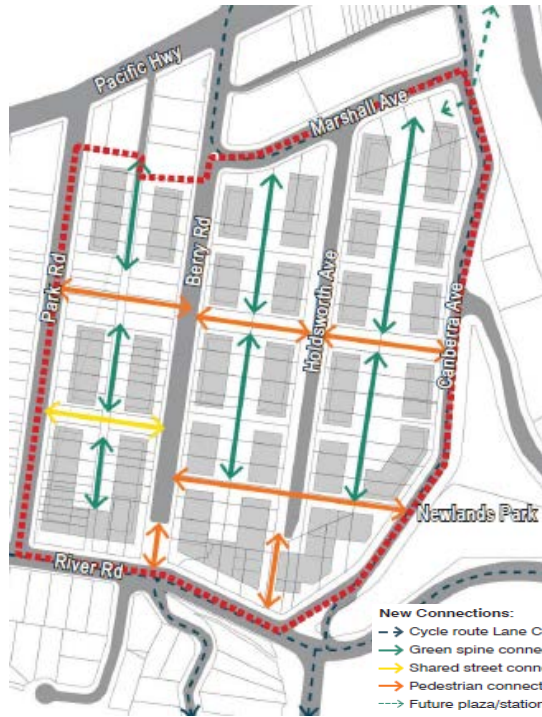 Pacific Hwy
Marshall Ave
Berry Rd
Park Rd
Holdsworth Ave
Canberra Ave
Newlands Park
River Rd
New Connections:
Cycle route Lane C
Green spine conne
Shared street conne
Pedestrian connect
Future plaza/station